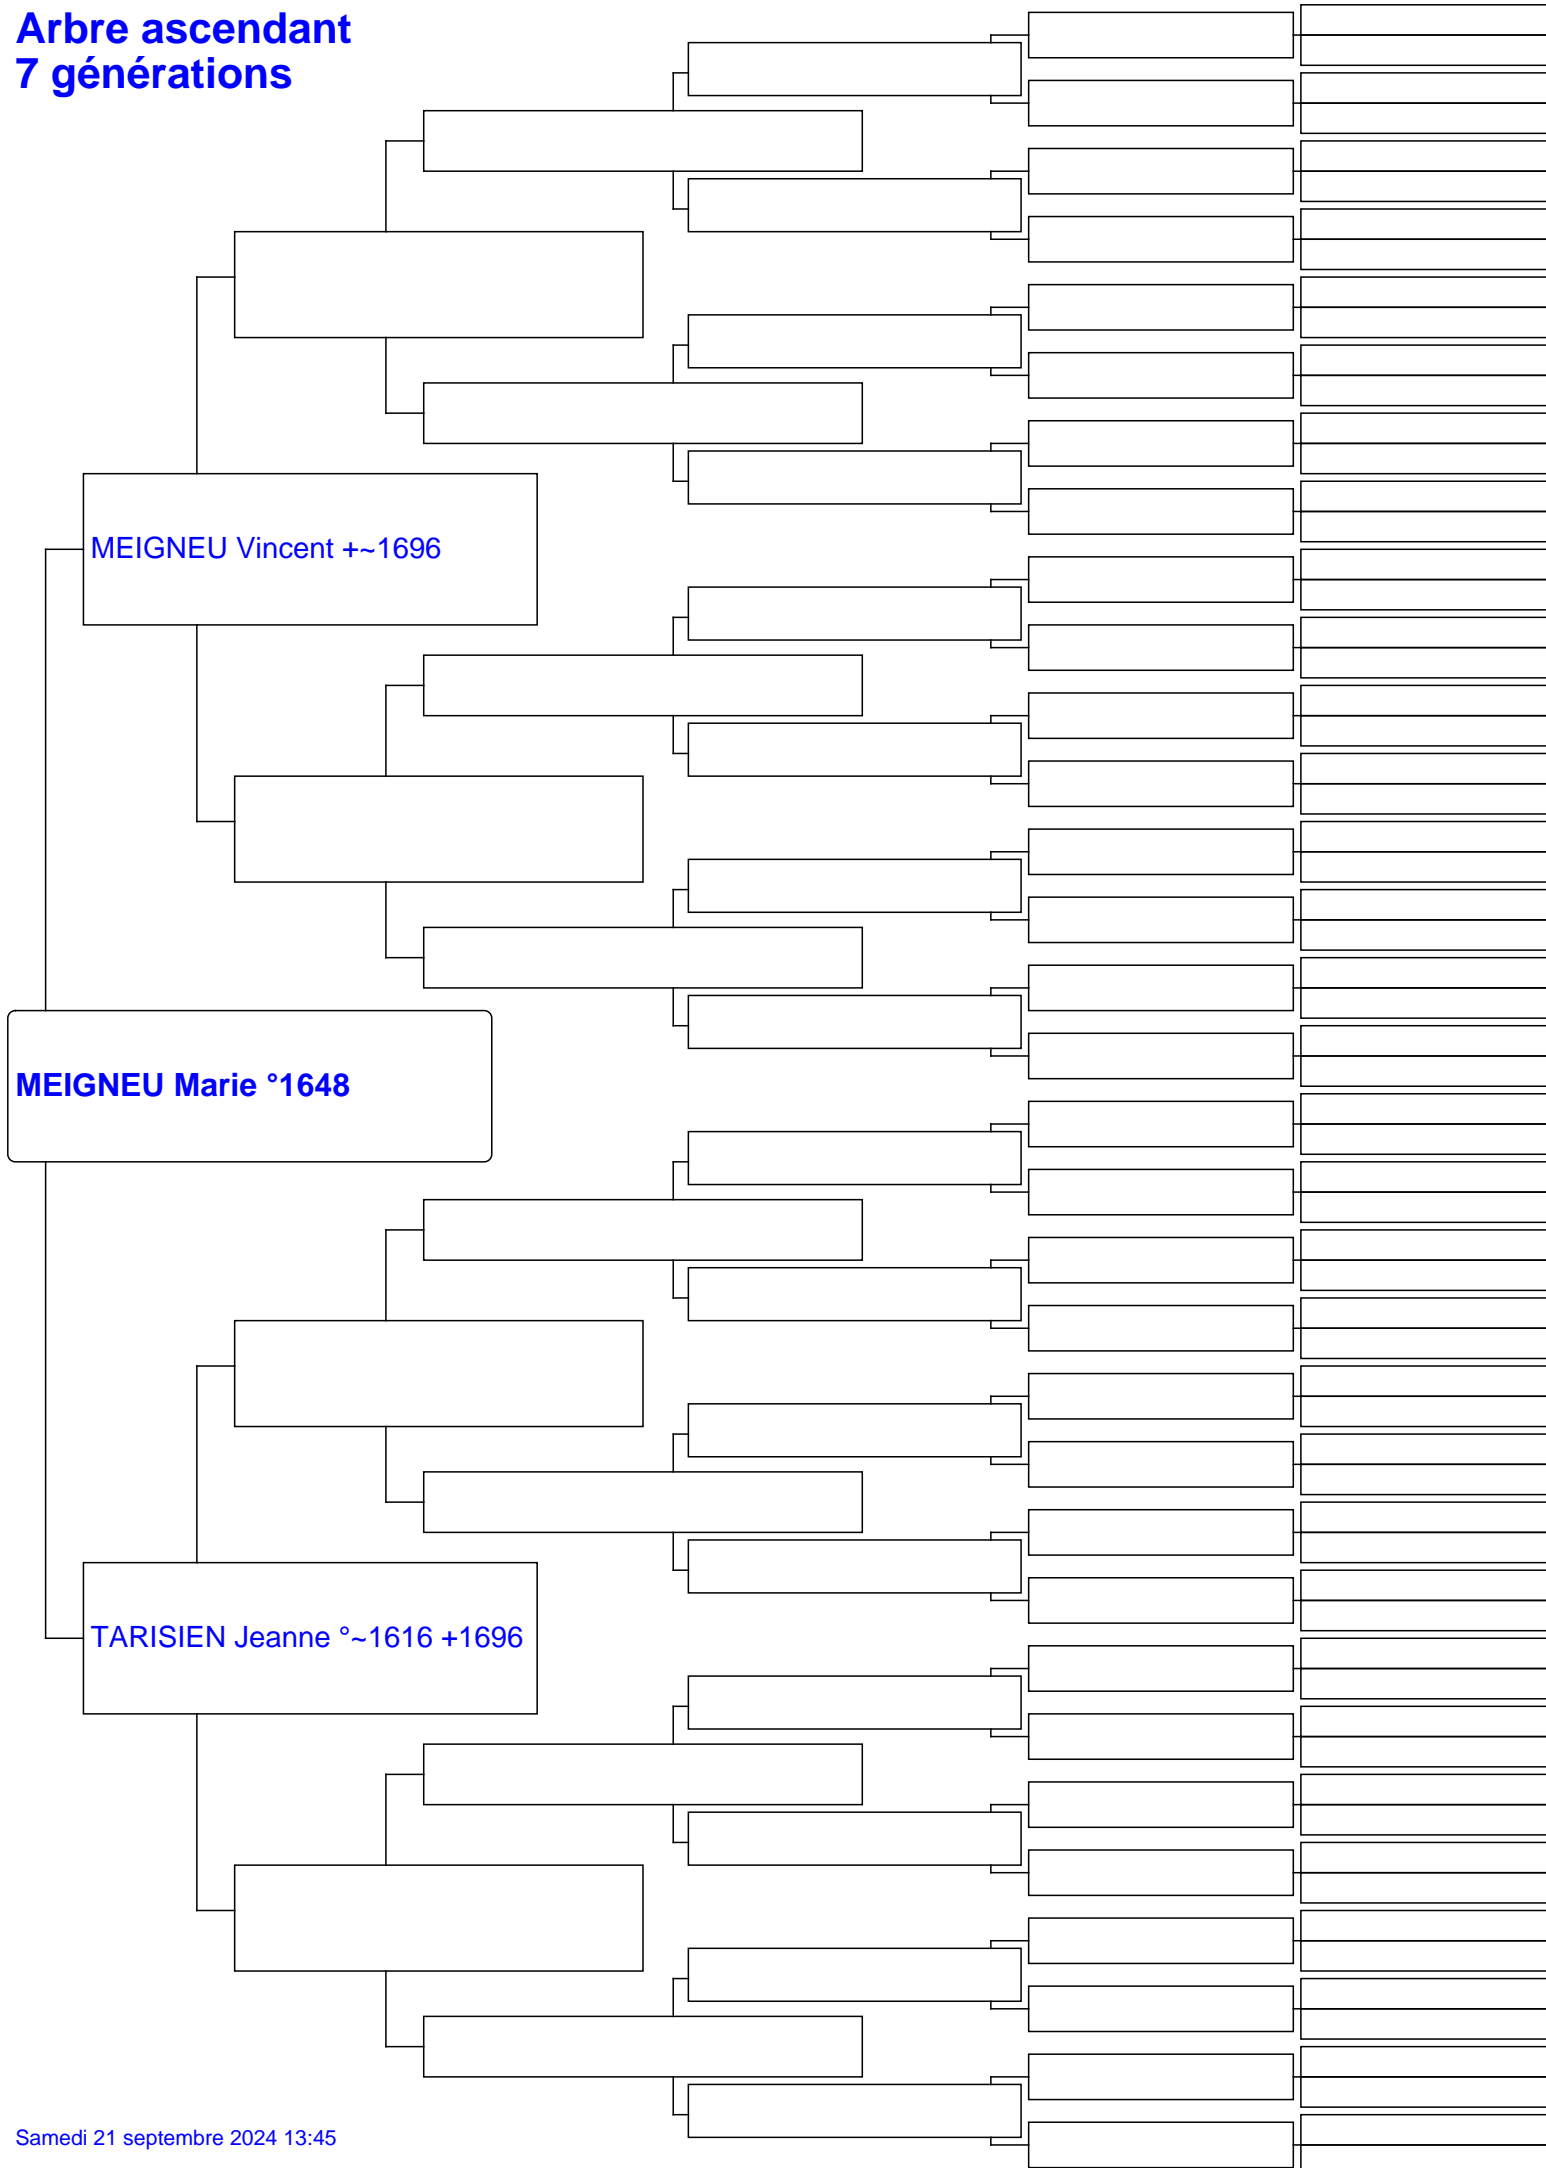 Arbre ascendant
7 générations
MEIGNEU Vincent +~1696
MEIGNEU Marie °1648
TARISIEN Jeanne °~1616 +1696
Samedi 21 septembre 2024 13:45